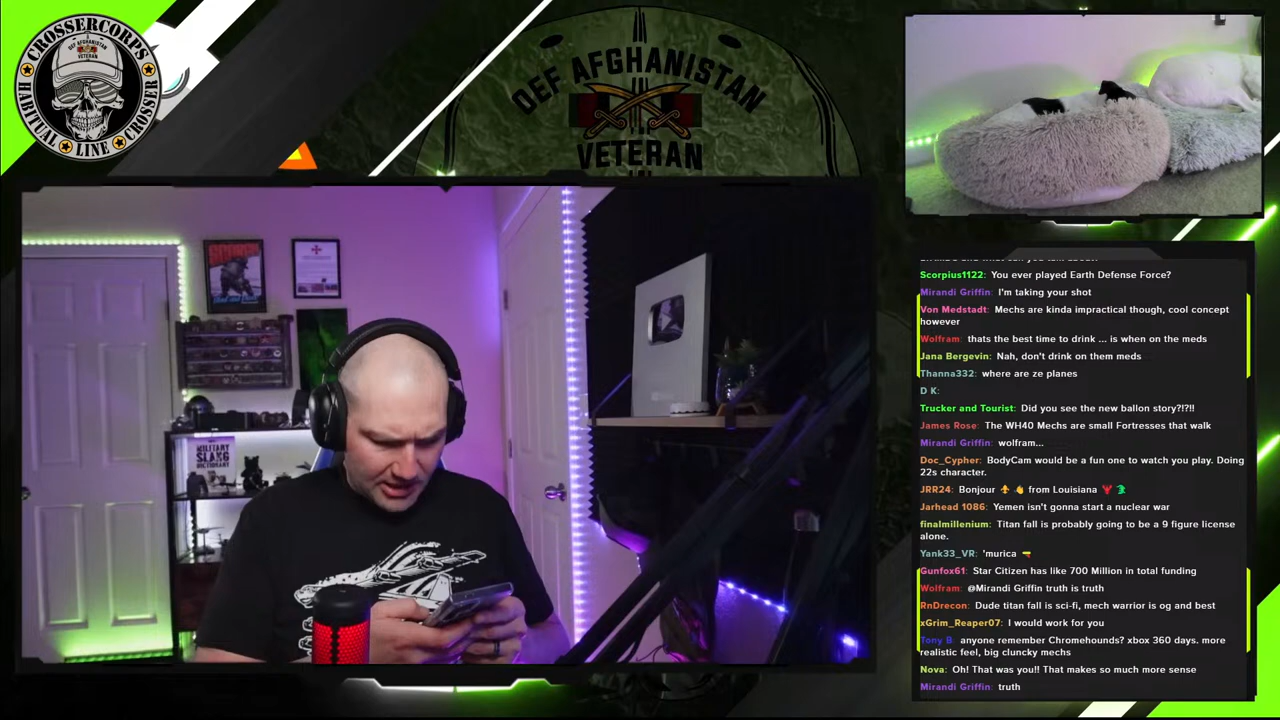 CROSSERCORPS
HABITUAL LINE CROSSER
OEF AFGHANISTAN
VETERAN
MILITARY
SLANG
DICTIONARY
Scorpius1122: You ever played Earth Defense Force?
Mirandi Griffin: I'm taking your shot
Von Medstadt: Mechs are kinda impractical though, cool concept
however
Wolfram: thats the best time to drink ... is when on the meds
Jana Bergevin: Nah, don't drink on them meds
Thanna332: where are ze planes
D K:
Trucker and Tourist: Did you see the new ballon story?!?!!
James Rose: The WH40 Mechs are small Fortresses that walk
Mirandi Griffin: wolfram...
Doc_Cypher: BodyCam would be a fun one to watch you play. Doing
22s character.
JRR24: Bonjour ⚜️ 👋 from Louisiana 🦞 🐊
Jarhead 1086: Yemen isn't gonna start a nuclear war
finalmillenium: Titan fall is probably going to be a 9 figure license
alone.
Yank33_VR: 'murica 🔫
Gunfox61: Star Citizen has like 700 Million in total funding
Wolfram: @Mirandi Griffin truth is truth
RnDrecon: Dude titan fall is sci-fi, mech warrior is og and best
xGrim_Reaper07: I would work for you
Tony B: anyone remember Chromehounds? xbox 360 days. more
realistic feel, big cluncky mechs
Nova: Oh! That was you!! That makes so much more sense
Mirandi Griffin: truth